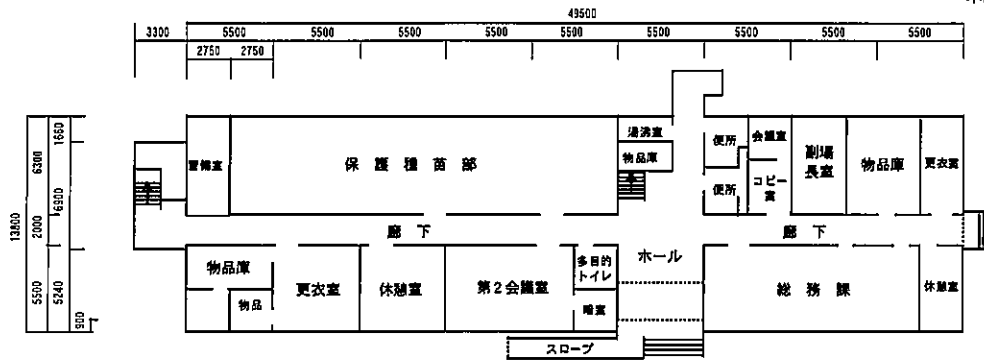 49500
3300 5500 5500 5500 5500 5500 5500 5500 5500 5500
2750 2750
13800
6300 2000 5500
1660 6900 5240 900
警備室
保護種苗部
湯沸室
物品庫
便所
便所
会議室
コピー室
副場長室
物品庫
更衣室
廊下
ホール
廊下
物品庫
物品
更衣室
休憩室
第2会議室
多目的
トイレ
暗室
総務課
休憩室
スロープ